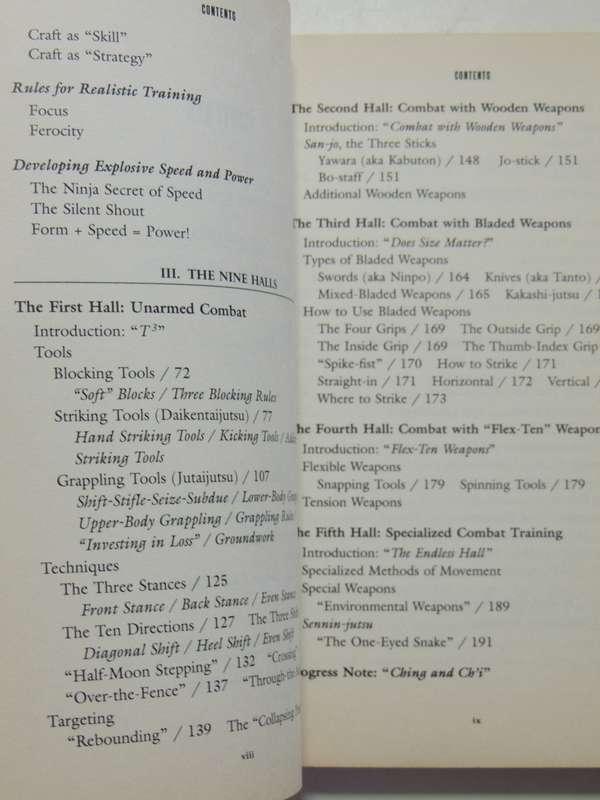 CONTENTS
Craft as “Skill”
Craft as “Strategy”
Rules for Realistic Training
Focus
Ferocity
Developing Explosive Speed and Power
The Ninja Secret of Speed
The Silent Shout
Form + Speed = Power!
III. THE NINE HALLS
The First Hall: Unarmed Combat
Introduction: “T³”
Tools
Blocking Tools / 72
“Soft” Blocks / Three Blocking Rules
Striking Tools (Daikentaijutsu) / 77
Hand Striking Tools / Kicking Tools /
Striking Tools
Grappling Tools (Jutaijutsu) / 107
Shift-Stifle-Seize-Subdue / Lower-Body
Upper-Body Grappling / Grappling
“Investing in Loss” / Groundwork
Techniques
The Three Stances / 125
Front Stance / Back Stance / Even Stance
The Ten Directions / 127 The Three
Diagonal Shift / Heel Shift / Even Shift
“Half-Moon Stepping” / 132 “Crossing”
“Over-the-Fence” / 137 “Through-the-
Targeting
“Rebounding” / 139 The “Collapsing
viii
CONTENTS
The Second Hall: Combat with Wooden Weapons
Introduction: “Combat with Wooden Weapons”
San-jo, the Three Sticks
Yawara (aka Kabuton) / 148 Jo-stick / 151
Bo-staff / 151
Additional Wooden Weapons
The Third Hall: Combat with Bladed Weapons
Introduction: “Does Size Matter?”
Types of Bladed Weapons
Swords (aka Ninpo) / 164 Knives (aka Tanto) /
Mixed-Bladed Weapons / 165 Kakashi-jutsu /
How to Use Bladed Weapons
The Four Grips / 169 The Outside Grip / 169
The Inside Grip / 169 The Thumb-Index Grip
“Spike-fist” / 170 How to Strike / 171
Straight-in / 171 Horizontal / 172 Vertical /
Where to Strike / 173
The Fourth Hall: Combat with “Flex-Ten” Weapon
Introduction: “Flex-Ten Weapons”
Flexible Weapons
Snapping Tools / 179 Spinning Tools / 179
Tension Weapons
The Fifth Hall: Specialized Combat Training
Introduction: “The Endless Hall”
Specialized Methods of Movement
Special Weapons
“Environmental Weapons” / 189
Sennin-jutsu
“The One-Eyed Snake” / 191
Progress Note: “Ching and Ch’i”
ix